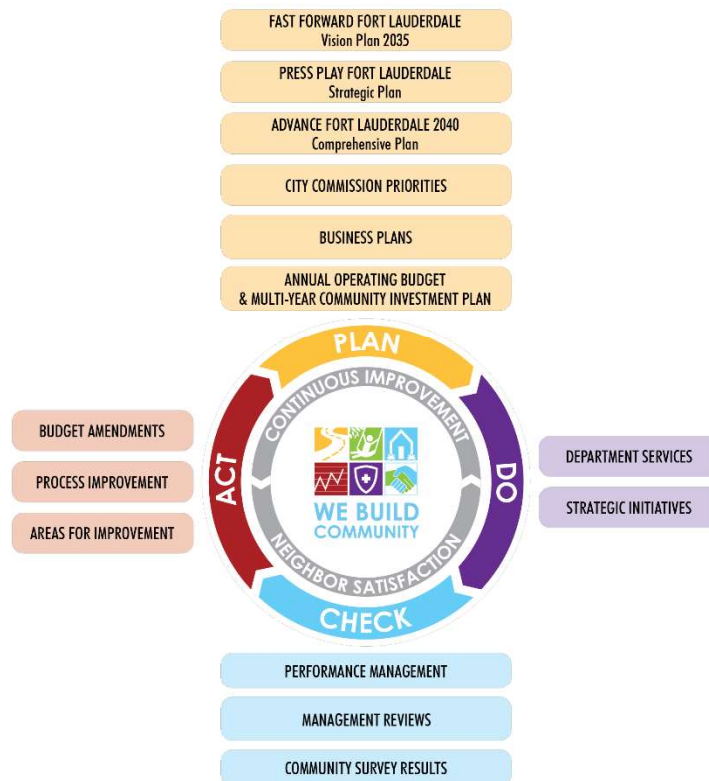 FAST FORWARD FORT LAUDERDALE
Vision Plan 2035
PRESS PLAY FORT LAUDERDALE
Strategic Plan
ADVANCE FORT LAUDERDALE 2040
Comprehensive Plan
CITY COMMISSION PRIORITIES
BUSINESS PLANS
ANNUAL OPERATING BUDGET
& MULTI-YEAR COMMUNITY INVESTMENT PLAN
PLAN
CONTINUOUS IMPROVEMENT
BUDGET AMENDMENTS
PROCESS IMPROVEMENT
AREAS FOR IMPROVEMENT
ACT
WE BUILD
COMMUNITY
DO
DEPARTMENT SERVICES
STRATEGIC INITIATIVES
NEIGHBOR SATISFACTION
CHECK
PERFORMANCE MANAGEMENT
MANAGEMENT REVIEWS
COMMUNITY SURVEY RESULTS